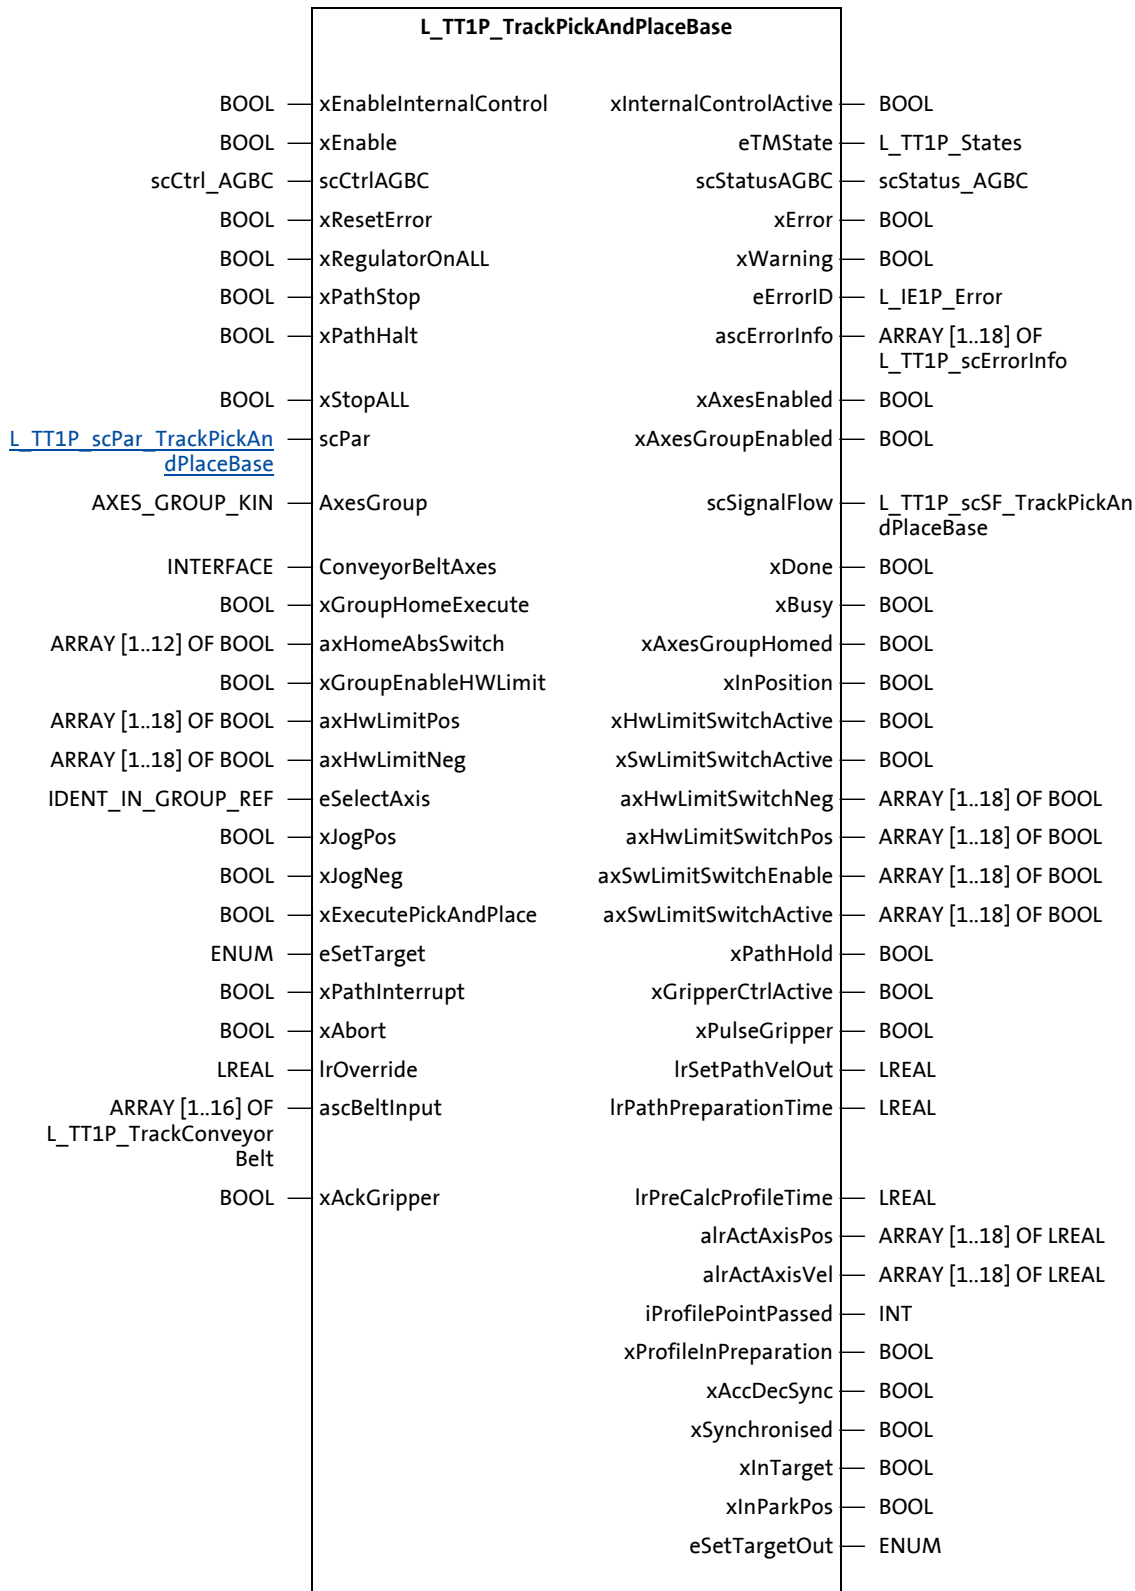 L_TT1P_TrackPickAndPlaceBase
BOOL xEnableInternalControl xInternalControlActive BOOL
BOOL xEnable eTMState L_TT1P_States
scCtrl_AGBC scCtrlAGBC scStatusAGBC scStatus_AGBC
BOOL xResetError xError BOOL
BOOL xRegulatorOnALL xWarning BOOL
BOOL xPathStop eErrorID L_IE1P_Error
BOOL xPathHalt ascErrorInfo ARRAY [1..18] OF
L_TT1P_scErrorInfo
BOOL xStopALL xAxesEnabled BOOL
L_TT1P_scPar_TrackPickAn scPar xAxesGroupEnabled BOOL
dPlaceBase
AXES_GROUP_KIN AxesGroup scSignalFlow L_TT1P_scSF_TrackPickAn
dPlaceBase
INTERFACE ConveyorBeltAxes xDone BOOL
BOOL xGroupHomeExecute xBusy BOOL
ARRAY [1..12] OF BOOL axHomeAbsSwitch xAxesGroupHomed BOOL
BOOL xGroupEnableHWLimit xInPosition BOOL
ARRAY [1..18] OF BOOL axHwLimitPos xHwLimitSwitchActive BOOL
ARRAY [1..18] OF BOOL axHwLimitNeg xSwLimitSwitchActive BOOL
IDENT_IN_GROUP_REF eSelectAxis axHwLimitSwitchNeg ARRAY [1..18] OF BOOL
BOOL xJogPos axHwLimitSwitchPos ARRAY [1..18] OF BOOL
BOOL xJogNeg axSwLimitSwitchEnable ARRAY [1..18] OF BOOL
BOOL xExecutePickAndPlace axSwLimitSwitchActive ARRAY [1..18] OF BOOL
ENUM eSetTarget xPathHold BOOL
BOOL xPathInterrupt xGripperCtrlActive BOOL
BOOL xAbort xPulseGripper BOOL
LREAL lrOverride lrSetPathVelOut LREAL
ARRAY [1..16] OF ascBeltInput lrPathPreparationTime LREAL
L_TT1P_TrackConveyor
Belt
BOOL xAckGripper lrPreCalcProfileTime LREAL
alrActAxisPos ARRAY [1..18] OF LREAL
alrActAxisVel ARRAY [1..18] OF LREAL
iProfilePointPassed INT
xProfileInPreparation BOOL
xAccDecSync BOOL
xSynchronised BOOL
xInTarget BOOL
xInParkPos BOOL
eSetTargetOut ENUM